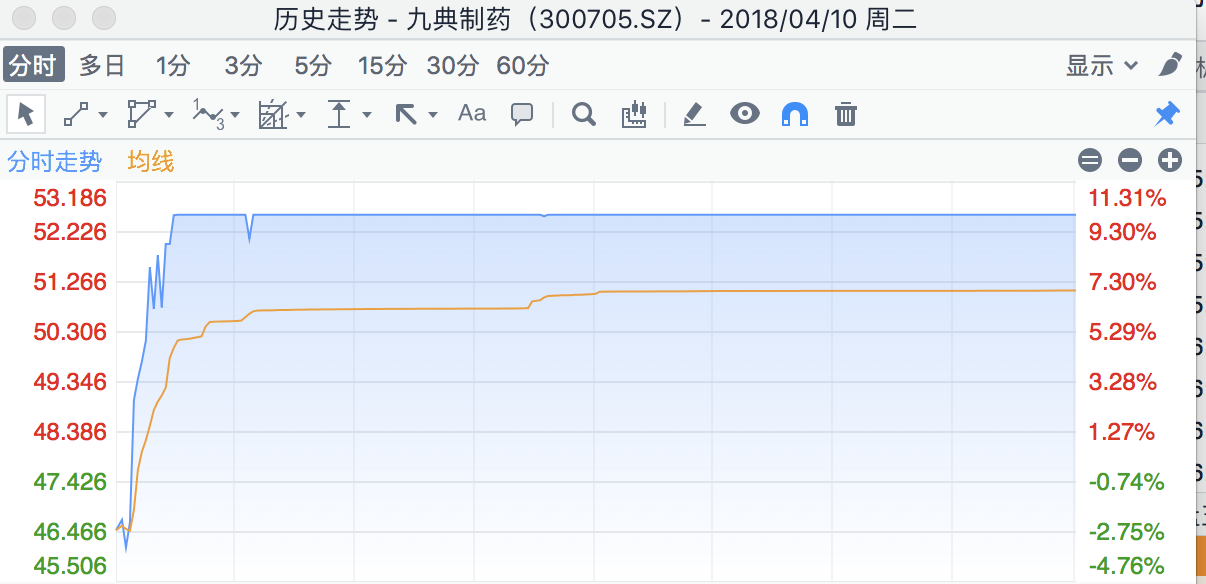 历史走势 - 九典制药（300705.SZ）- 2018/04/10 周二
分时 多日 1分 3分 5分 15分 30分 60分 显示
1 3 Aa
分时走势 均线
53.186 11.31%
52.226 9.30%
51.266 7.30%
50.306 5.29%
49.346 3.28%
48.386 1.27%
47.426 -0.74%
46.466 -2.75%
45.506 -4.76%